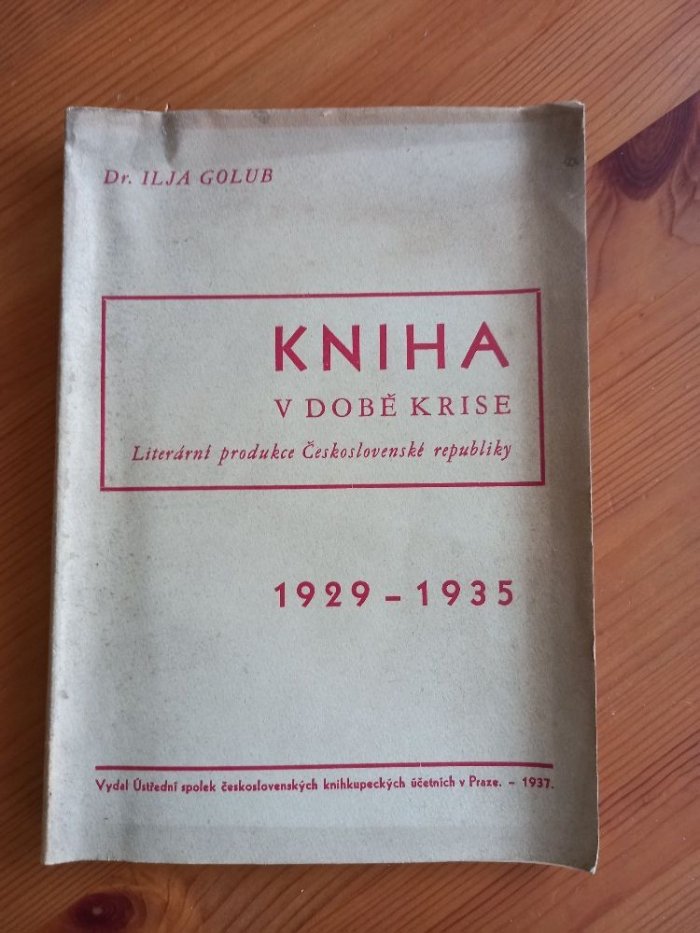 Dr. ILJA GOLUB
KNIHA
V DOBĚ KRISE
Literární produkce Československé republiky
1929 – 1935
Vydal Ústřední spolek československých knihkupeckých účetních v Praze. – 1937.